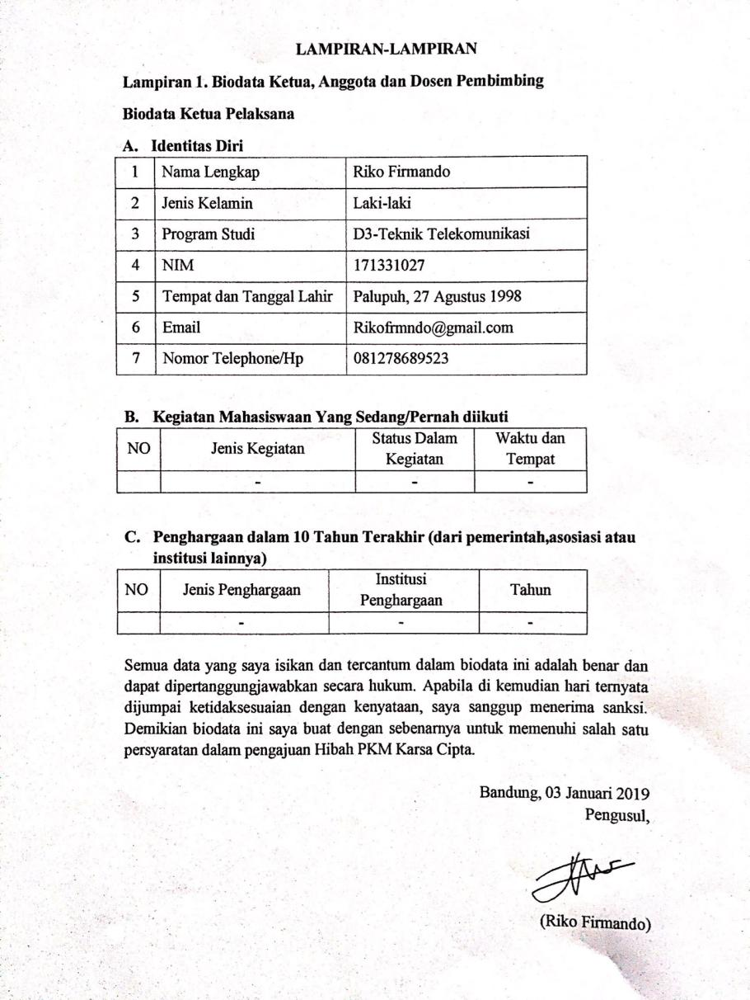 LAMPIRAN-LAMPIRAN
Lampiran 1. Biodata Ketua, Anggota dan Dosen Pembimbing
Biodata Ketua Pelaksana
A. Identitas Diri
1 Nama Lengkap Riko Firmando
2 Jenis Kelamin Laki-laki
3 Program Studi D3-Teknik Telekomunikasi
4 NIM 171331027
5 Tempat dan Tanggal Lahir Palupuh, 27 Agustus 1998
6 Email Rikofrmndo@gmail.com
7 Nomor Telephone/Hp 081278689523
B. Kegiatan Mahasiswaan Yang Sedang/Pernah diikuti
NO Jenis Kegiatan Status Dalam Kegiatan Waktu dan Tempat
- - -
C. Penghargaan dalam 10 Tahun Terakhir (dari pemerintah,asosiasi atau
institusi lainnya)
NO Jenis Penghargaan Institusi Penghargaan Tahun
- - -
Semua data yang saya isikan dan tercantum dalam biodata ini adalah benar dan
dapat dipertanggungjawabkan secara hukum. Apabila di kemudian hari ternyata
dijumpai ketidaksesuaian dengan kenyataan, saya sanggup menerima sanksi.
Demikian biodata ini saya buat dengan sebenarnya untuk memenuhi salah satu
persyaratan dalam pengajuan Hibah PKM Karsa Cipta.
Bandung, 03 Januari 2019
Pengusul,
(Riko Firmando)